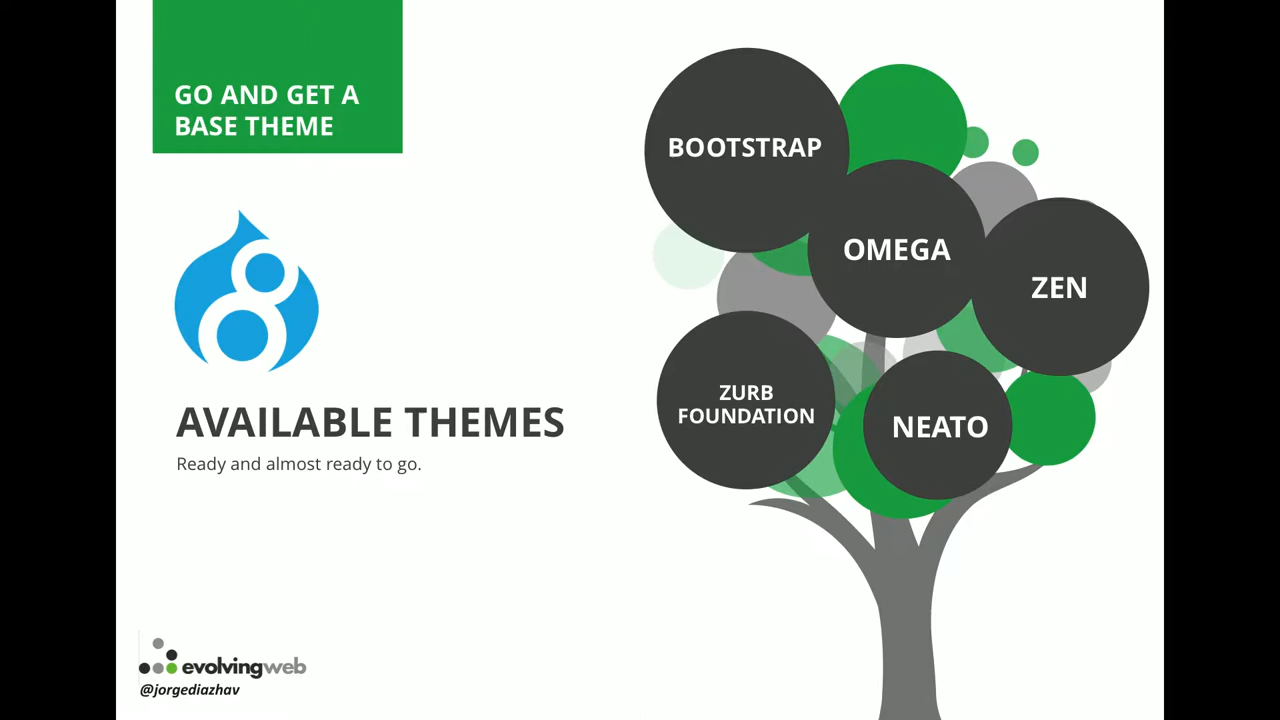 GO AND GET A
BASE THEME
8
AVAILABLE THEMES
Ready and almost ready to go.
BOOTSTRAP
OMEGA
ZEN
ZURB
FOUNDATION
NEATO
evolvingweb
@jorgediazhav